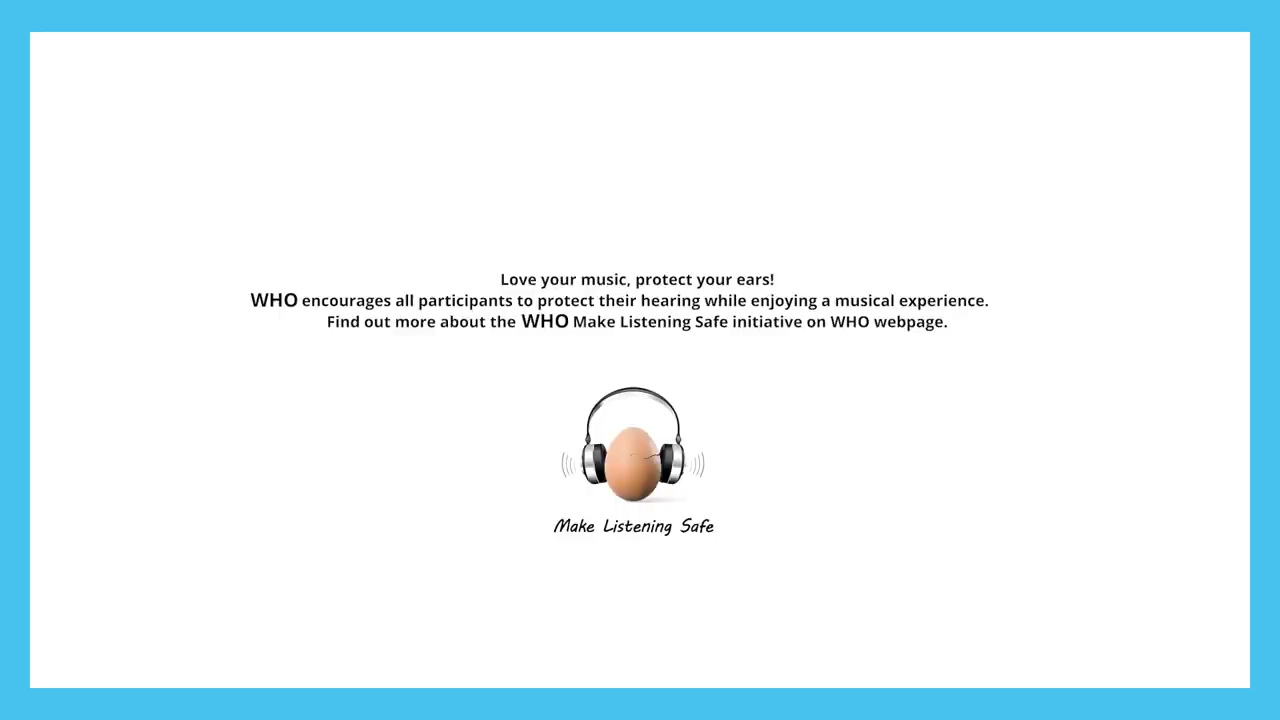 Love your music, protect your ears!
WHO encourages all participants to protect their hearing while enjoying a musical experience.
Find out more about the WHO Make Listening Safe initiative on WHO webpage.
Make Listening Safe